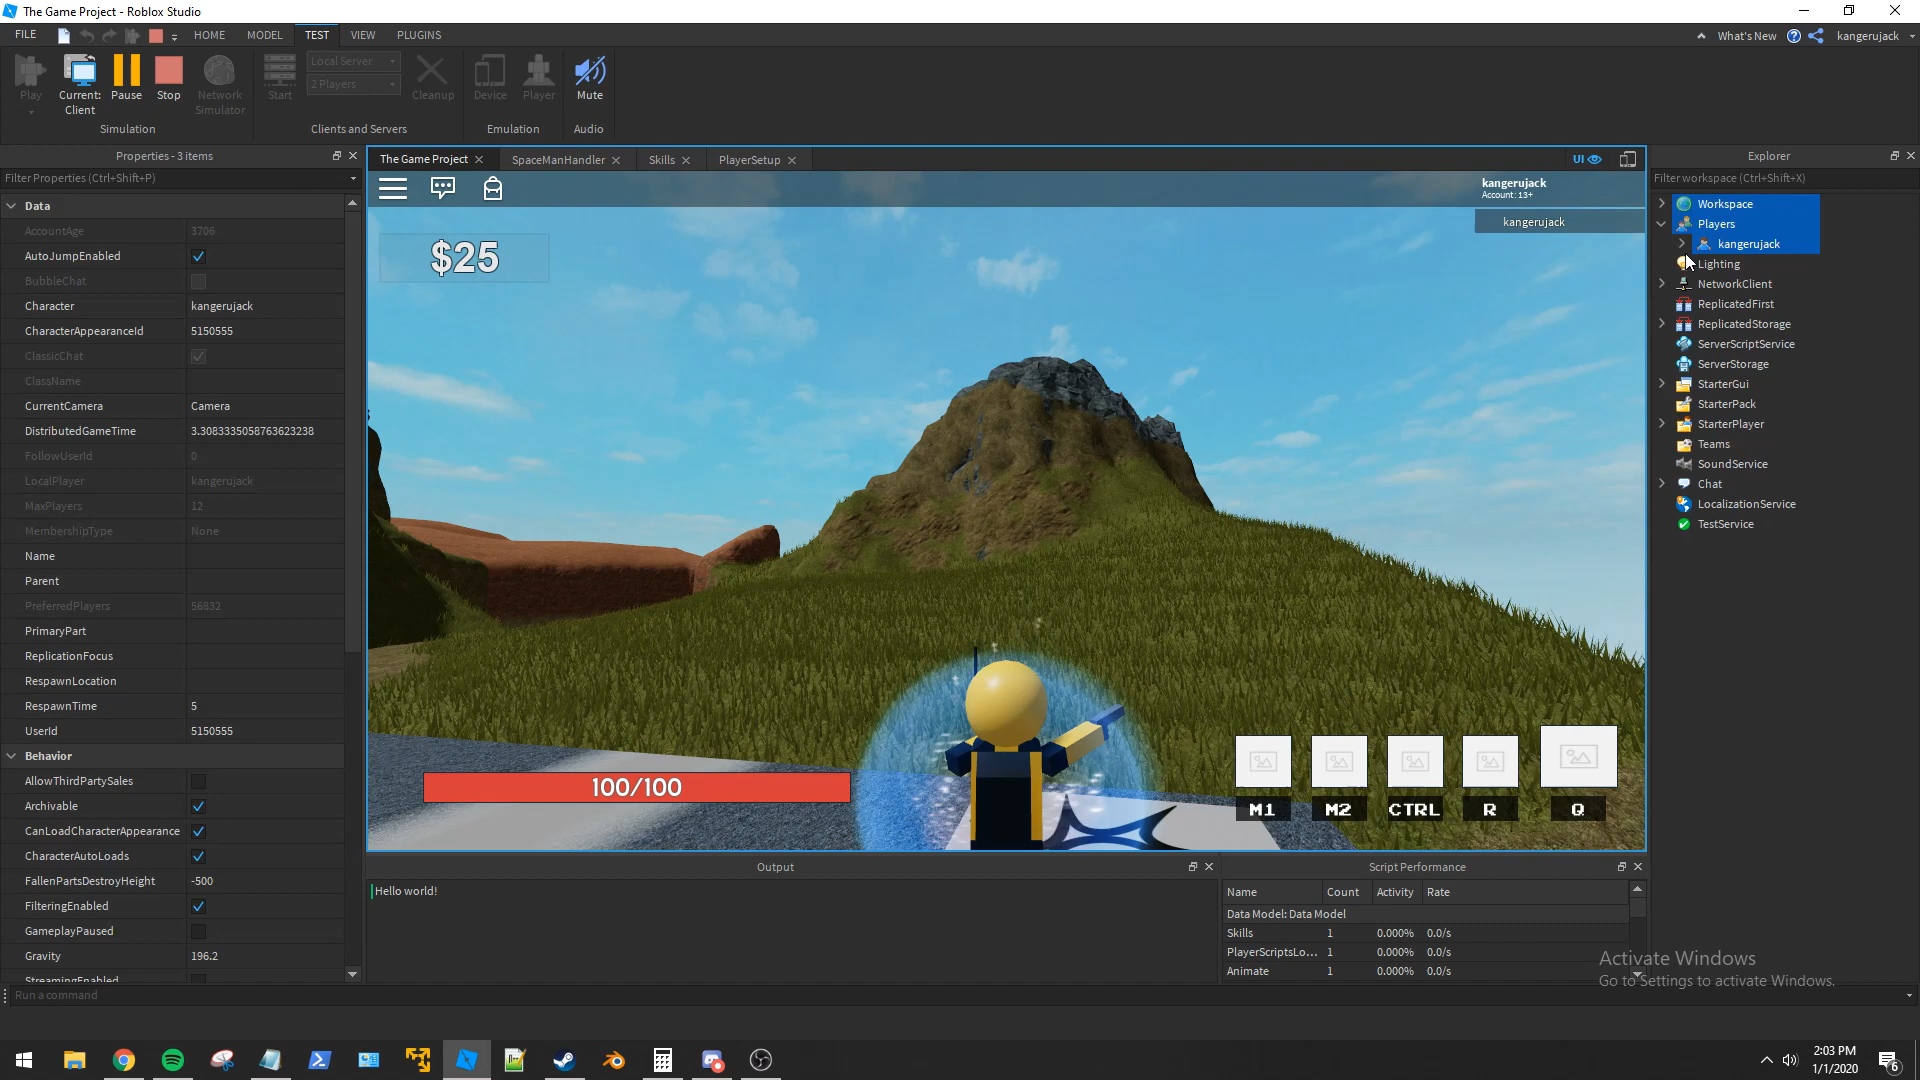 The Game Project - Roblox Studio
FILE
HOME
MODEL
TEST
VIEW
PLUGINS
What's New
kangerujack
Play
Current:
Client
Pause
Stop
Network
Simulator
Simulation
Start
Local Server
2 Players
Cleanup
Clients and Servers
Device
Player
Emulation
Mute
Audio
Properties - 3 items
Filter Properties (Ctrl+Shift+P)
Data
AccountAge 3706
AutoJumpEnabled
BubbleChat
Character kangerujack
CharacterAppearanceId 5150555
ClassicChat
ClassName
CurrentCamera Camera
DistributedGameTime 3.3083335058763623238
FollowUserId 0
LocalPlayer kangerujack
MaxPlayers 12
MembershipType None
Name
Parent
PreferredPlayers 56832
PrimaryPart
ReplicationFocus
RespawnLocation
RespawnTime 5
UserId 5150555
Behavior
AllowThirdPartySales
Archivable
CanLoadCharacterAppearance
CharacterAutoLoads
FallenPartsDestroyHeight -500
FilteringEnabled
GameplayPaused
Gravity 196.2
StreamingEnabled
The Game Project
SpaceManHandler
Skills
PlayerSetup
UI
kangerujack
Account: 13+
kangerujack
$25
100/100
M1
M2
CTRL
R
Q
Output
Hello world!
Script Performance
Name Count Activity Rate
Data Model: Data Model
Skills 1 0.000% 0.0/s
PlayerScriptsLo... 1 0.000% 0.0/s
Animate 1 0.000% 0.0/s
Explorer
Filter workspace (Ctrl+Shift+X)
Workspace
Players
kangerujack
Lighting
NetworkClient
ReplicatedFirst
ReplicatedStorage
ServerScriptService
ServerStorage
StarterGui
StarterPack
StarterPlayer
Teams
SoundService
Chat
LocalizationService
TestService
Activate Windows
Go to Settings to activate Windows.
Run a command
2:03 PM
1/1/2020
6